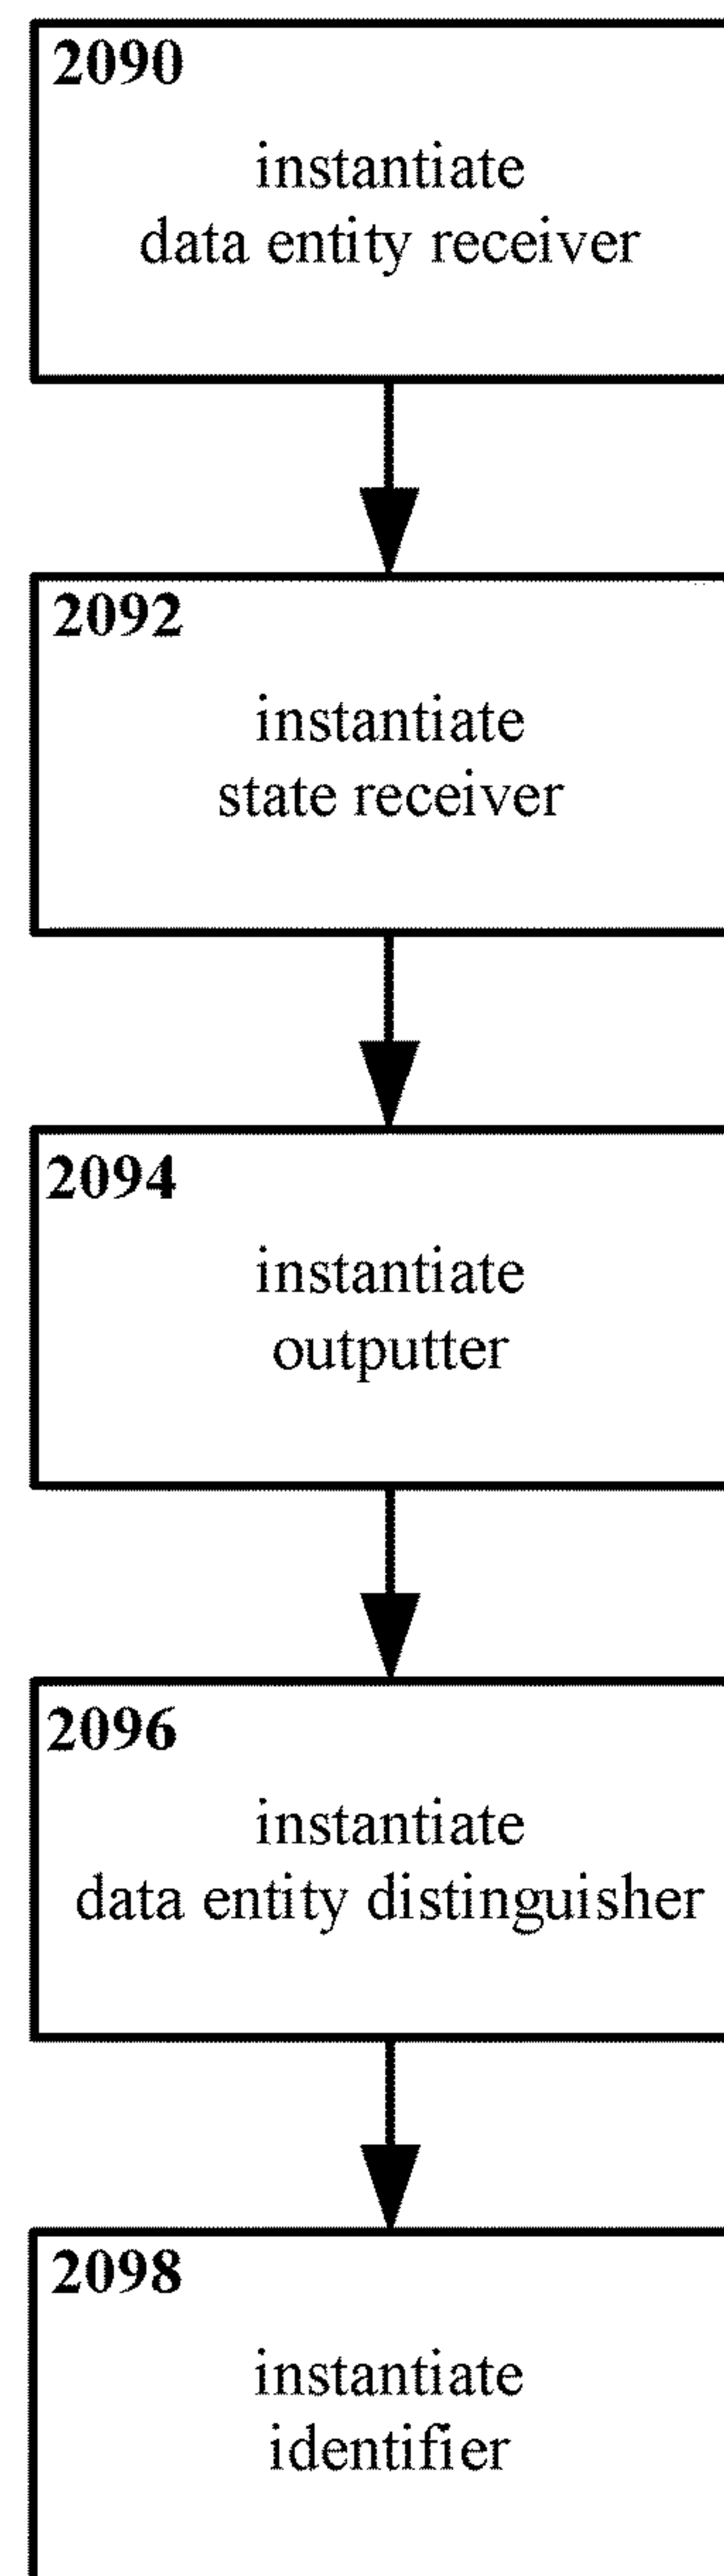 2090
instantiate
data entity receiver
2092
instantiate
state receiver
2094
instantiate
outputter
2096
instantiate
data entity distinguisher
2098
instantiate
identifier